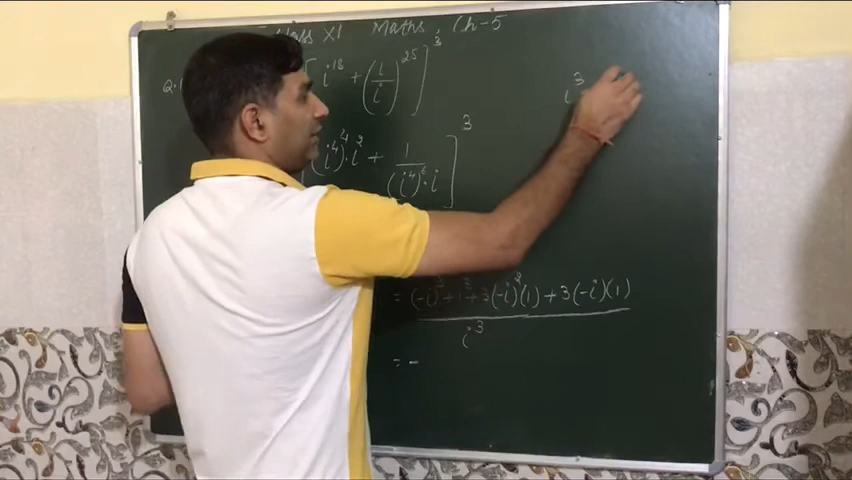 Class XI Maths, Ch-5
Q.1 [i^18 + (1/i)^25]^3
i^3
[(i^4)^4·i^2 + 1/((i^4)^6·i)]^3
= ((-i)^3+1^3+3(-i)^2(1)+3(-i)(1))/i^3
= -